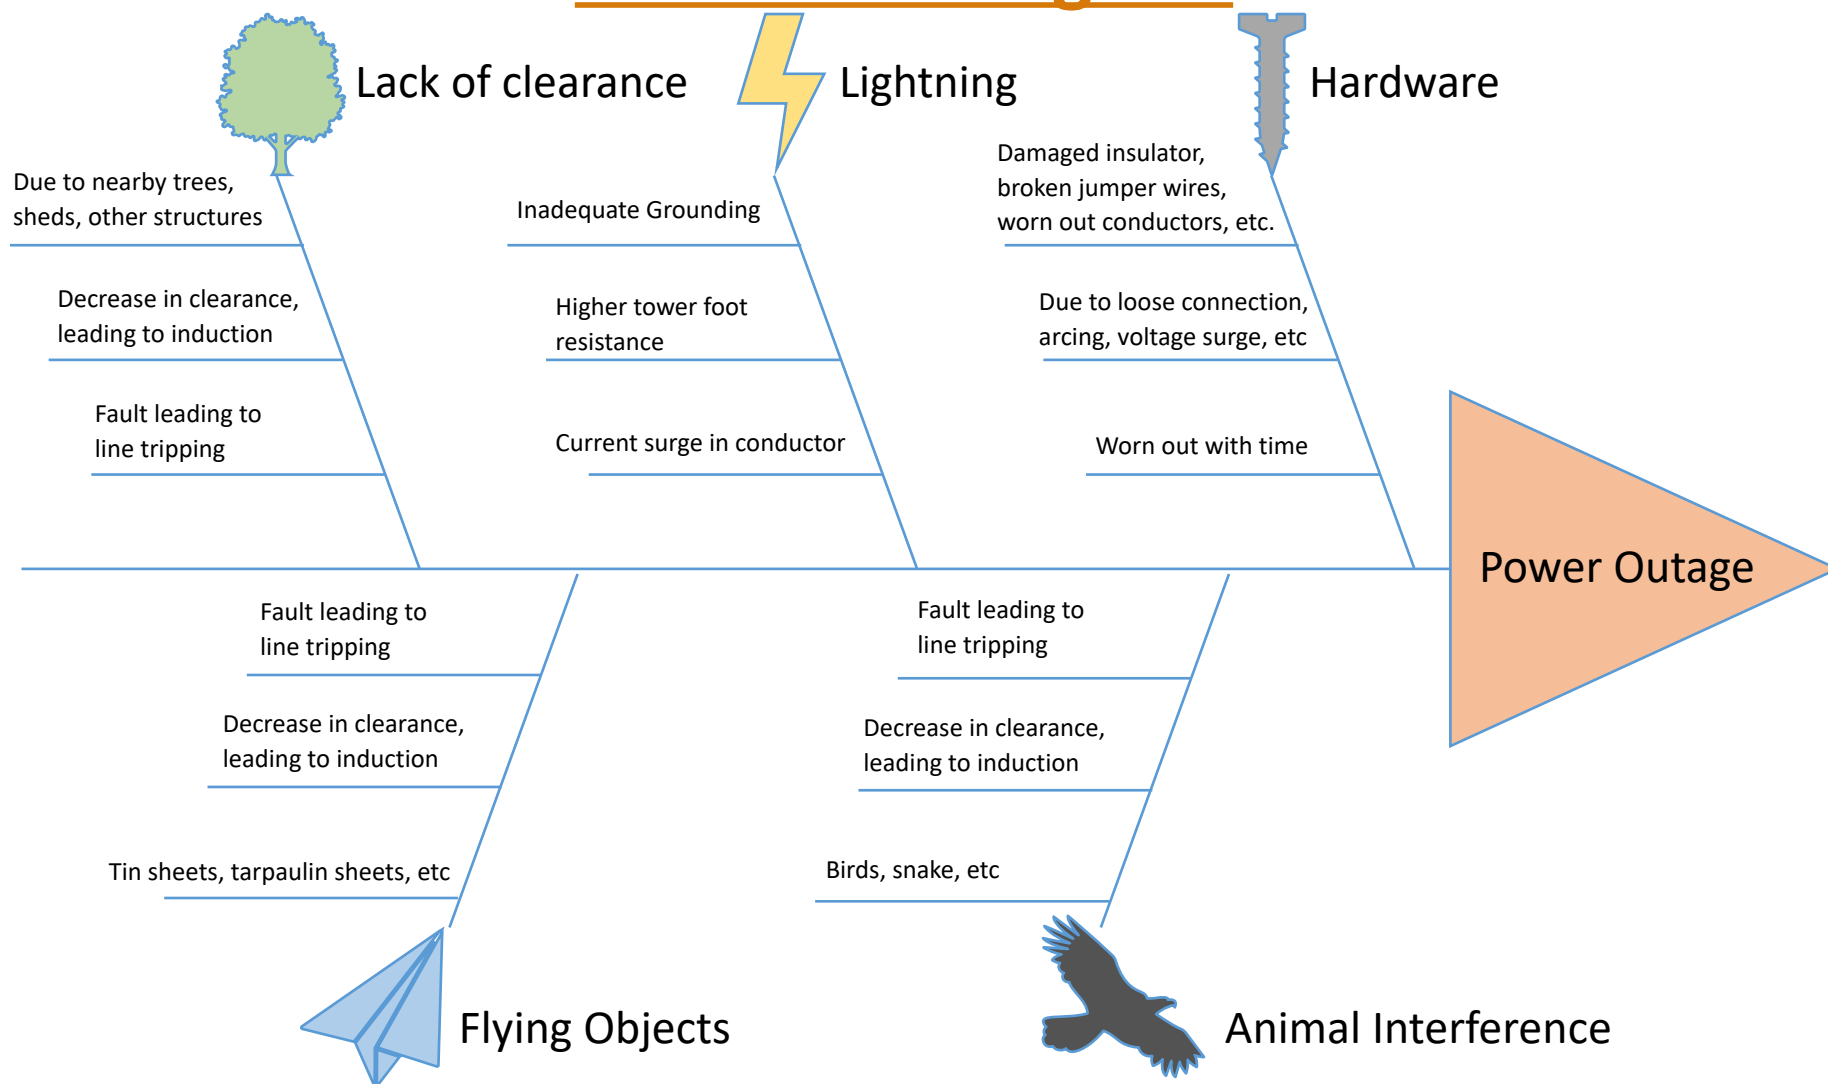 Lack of clearance
Lightning
Hardware
Due to nearby trees,
sheds, other structures
Decrease in clearance,
leading to induction
Fault leading to
line tripping
Inadequate Grounding
Higher tower foot
resistance
Current surge in conductor
Damaged insulator,
broken jumper wires,
worn out conductors, etc.
Due to loose connection,
arcing, voltage surge, etc
Worn out with time
Power Outage
Fault leading to
line tripping
Decrease in clearance,
leading to induction
Tin sheets, tarpaulin sheets, etc
Flying Objects
Fault leading to
line tripping
Decrease in clearance,
leading to induction
Birds, snake, etc
Animal Interference